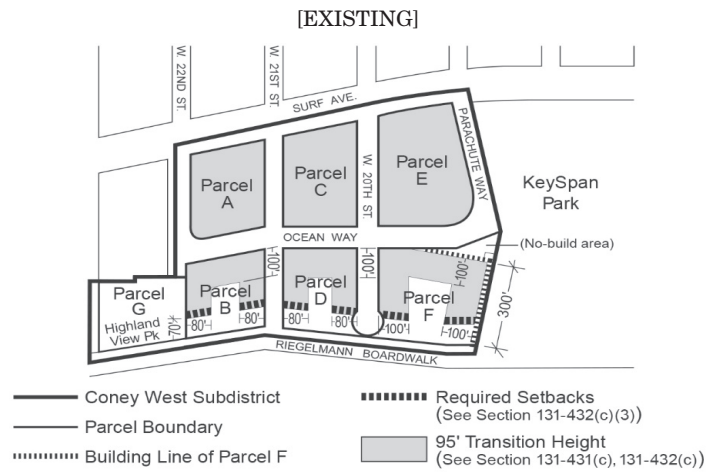 [EXISTING]
W. 22ND ST.
W. 21ST ST.
SURF AVE.
PARACHUTE WAY
W. 20TH ST.
Parcel
A
Parcel
C
Parcel
E
KeySpan
Park
OCEAN WAY
(No-build area)
100'
100'
100'
300'
Parcel
G
Highland
View Pk
70'
Parcel
B
80'
80'
Parcel
D
80'
80'
Parcel
F
100'
100'
RIEGELMANN BOARDWALK
Coney West Subdistrict
Parcel Boundary
Building Line of Parcel F
Required Setbacks
(See Section 131-432(c)(3))
95' Transition Height
(See Section 131-431(c), 131-432(c))